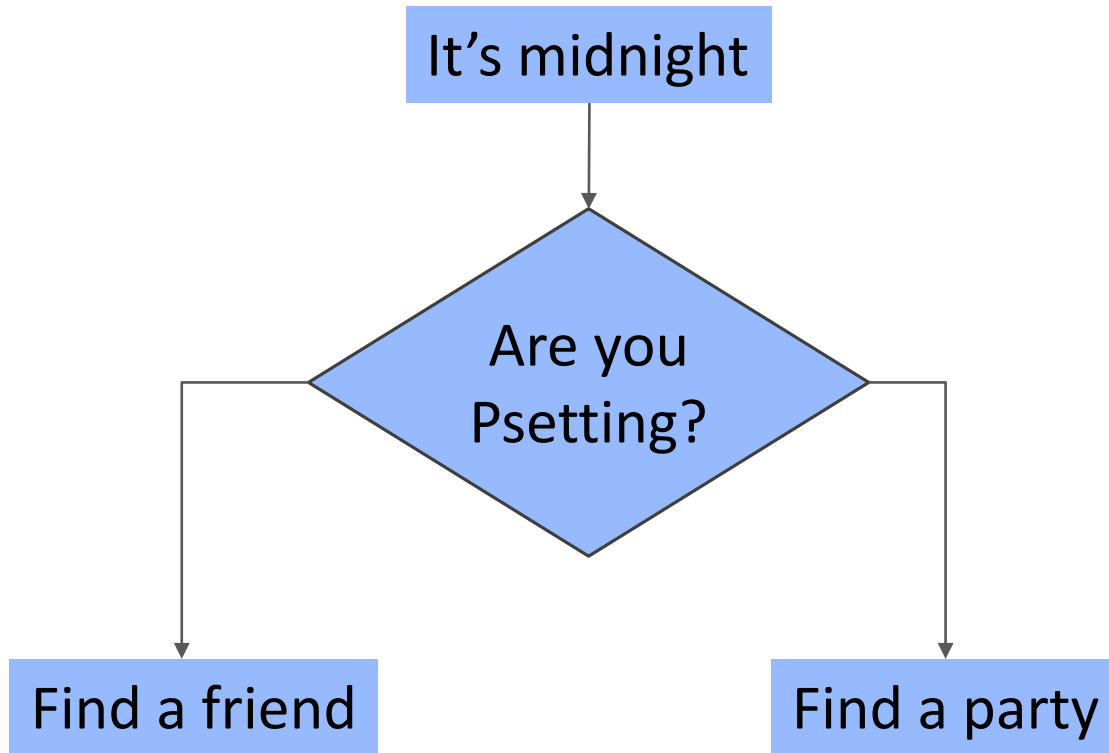 It’s midnight
Are you
Psetting?
Find a friend
Find a party